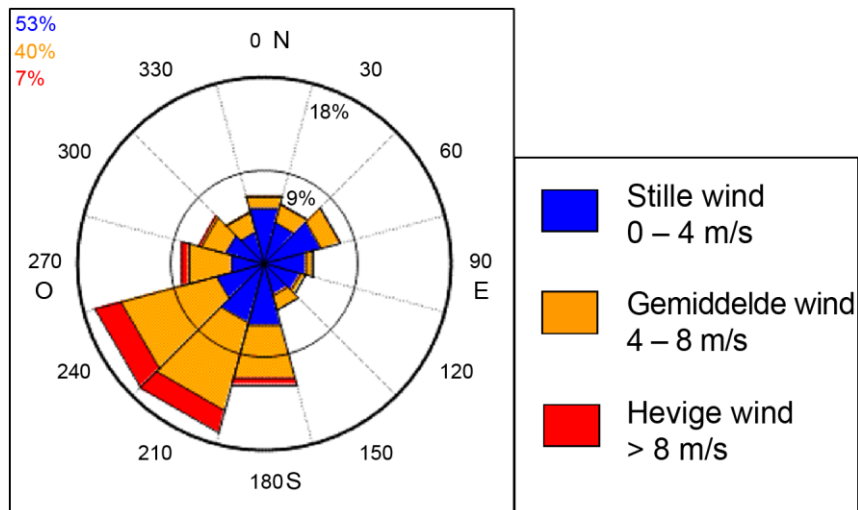 53%
40%
7%
0 N
30
60
90
E
120
150
180 S
210
240
270
O
300
330
18%
9%
Stille wind
0 – 4 m/s
Gemiddelde wind
4 – 8 m/s
Hevige wind
> 8 m/s